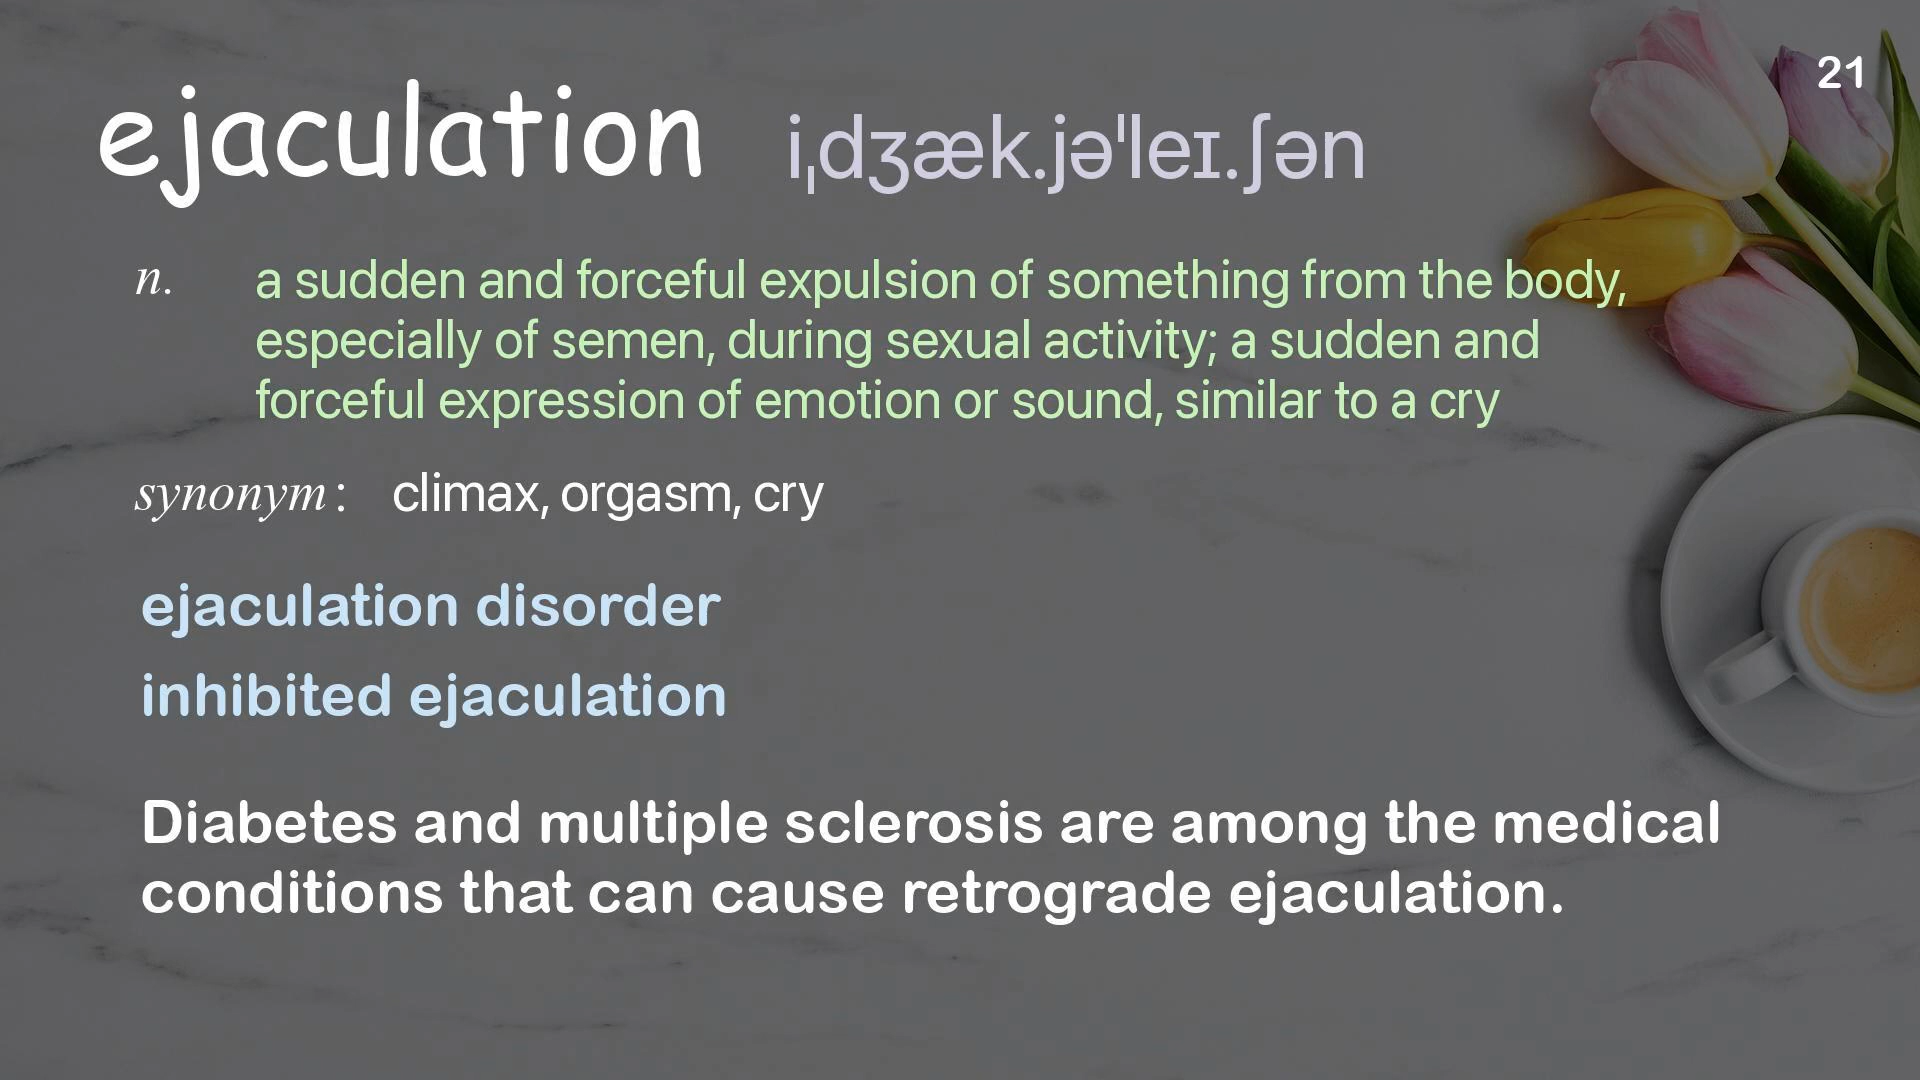 21
ejaculation iˌdʒæk.jəˈleɪ.ʃən
n. a sudden and forceful expulsion of something from the body,
especially of semen, during sexual activity; a sudden and
forceful expression of emotion or sound, similar to a cry
synonym : climax, orgasm, cry
ejaculation disorder
inhibited ejaculation
Diabetes and multiple sclerosis are among the medical
conditions that can cause retrograde ejaculation.